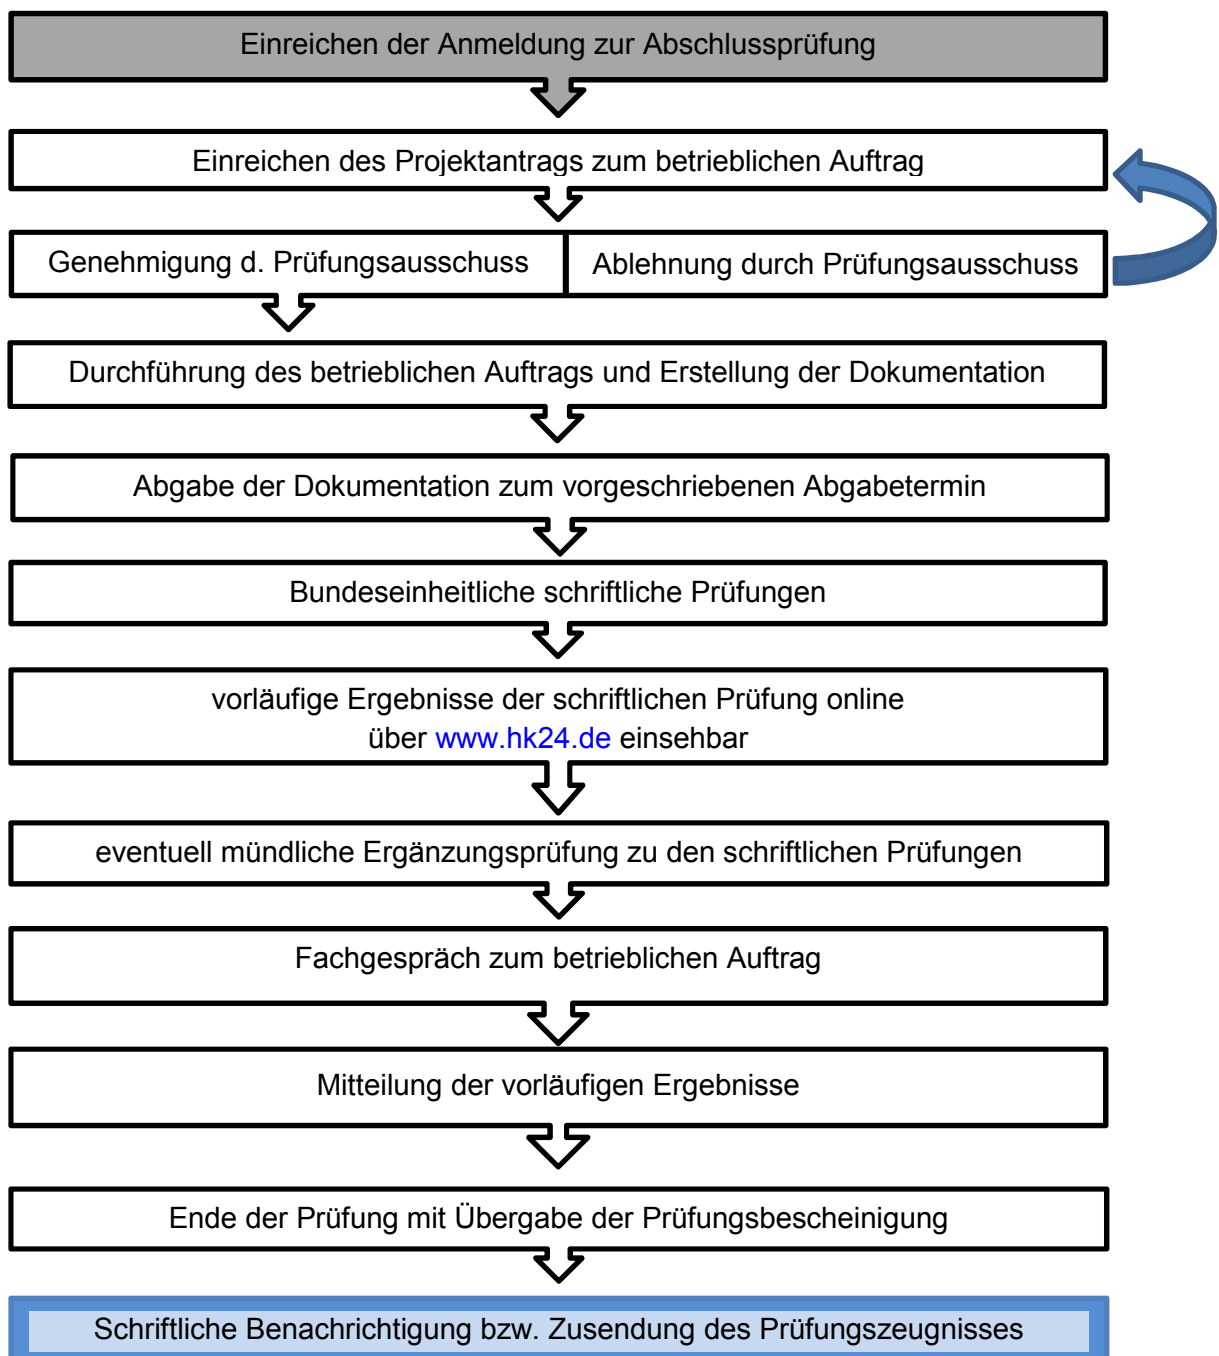 Einreichen der Anmeldung zur Abschlussprüfung
Einreichen des Projektantrags zum betrieblichen Auftrag
Genehmigung d. Prüfungsausschuss
Ablehnung durch Prüfungsausschuss
Durchführung des betrieblichen Auftrags und Erstellung der Dokumentation
Abgabe der Dokumentation zum vorgeschriebenen Abgabetermin
Bundeseinheitliche schriftliche Prüfungen
vorläufige Ergebnisse der schriftlichen Prüfung online
über www.hk24.de einsehbar
eventuell mündliche Ergänzungsprüfung zu den schriftlichen Prüfungen
Fachgespräch zum betrieblichen Auftrag
Mitteilung der vorläufigen Ergebnisse
Ende der Prüfung mit Übergabe der Prüfungsbescheinigung
Schriftliche Benachrichtigung bzw. Zusendung des Prüfungszeugnisses